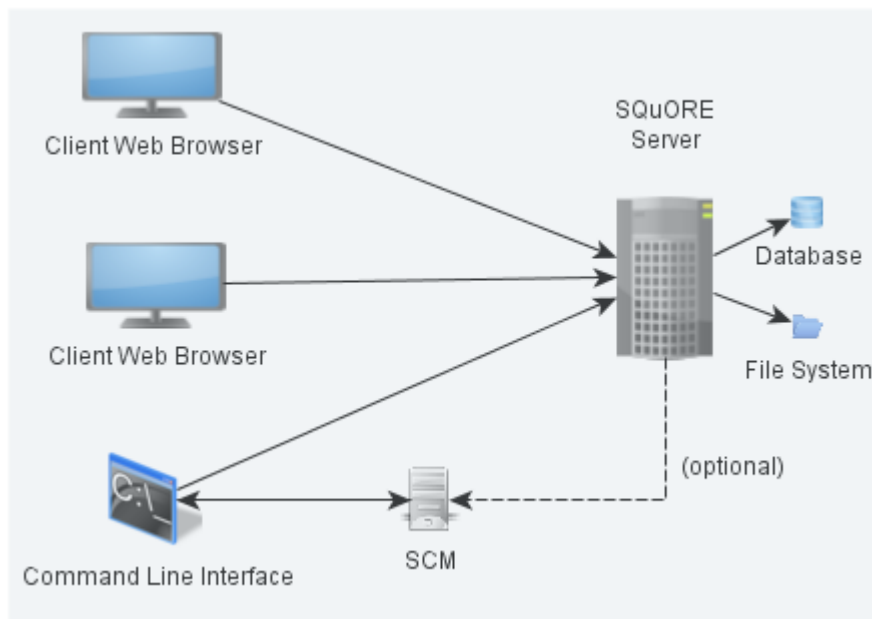 SQuORE
Server
Client Web Browser
Database
Client Web Browser
File System
(optional)
C:\_
SCM
Command Line Interface